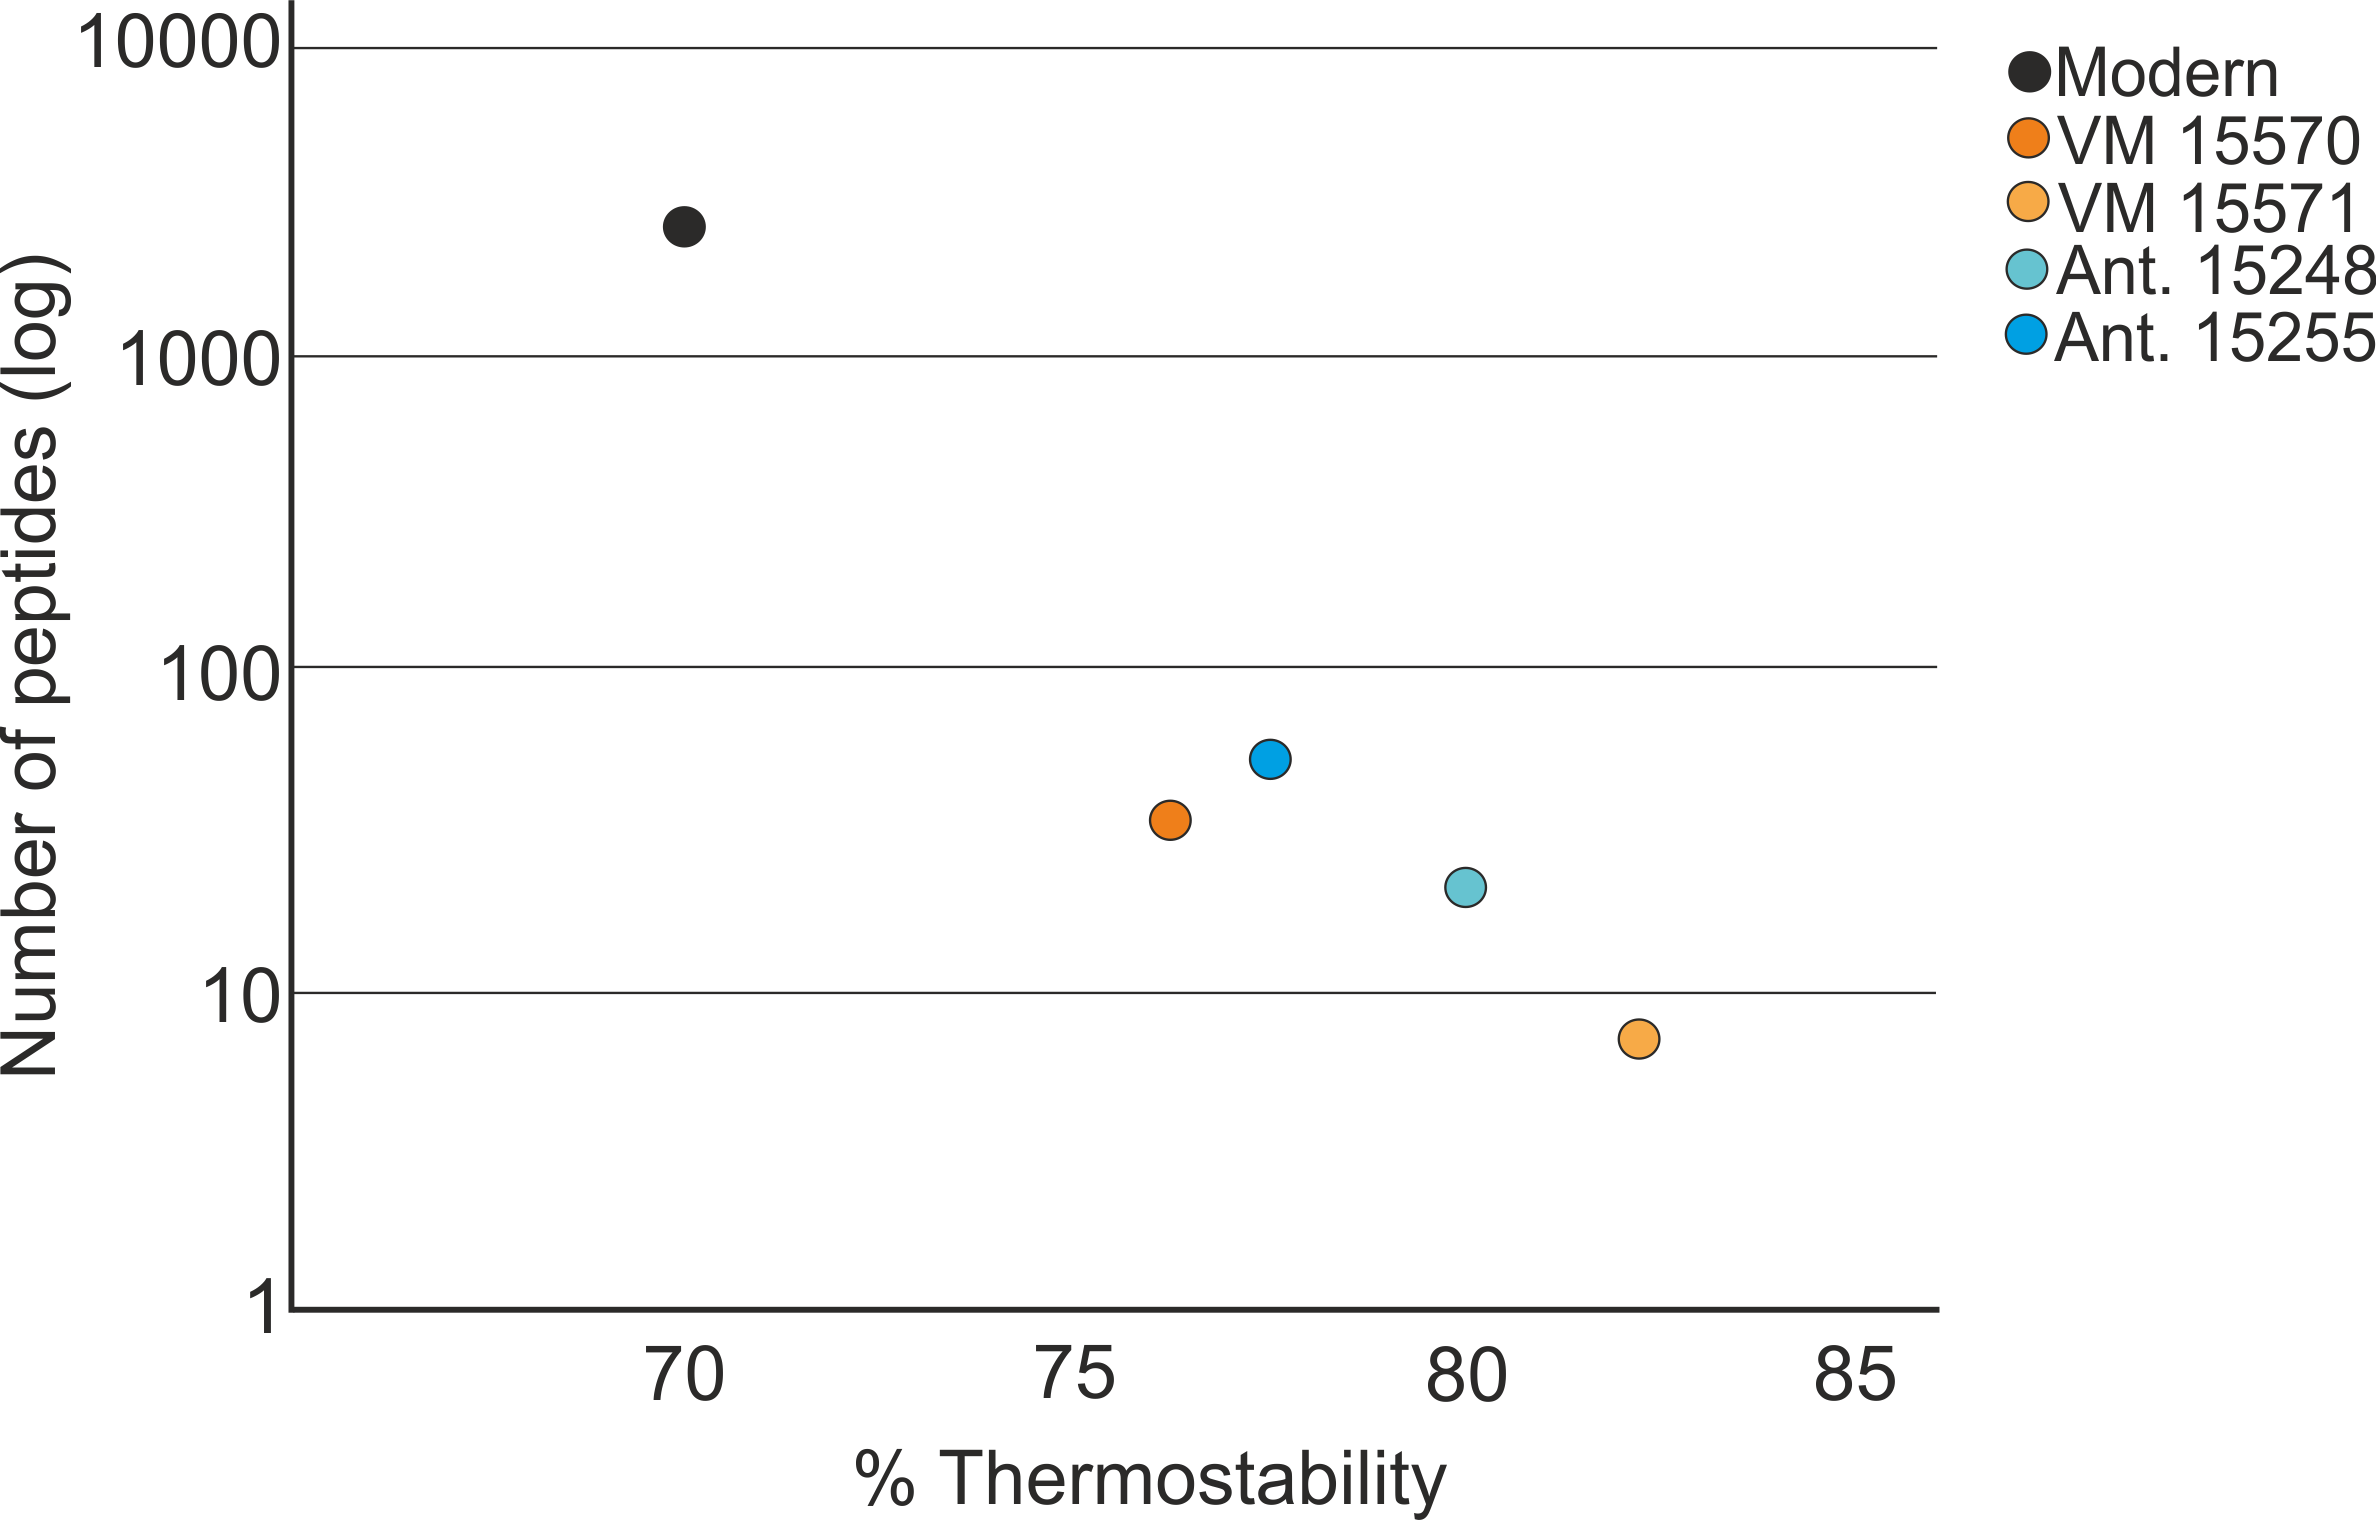 10000
1000
100
10
1
Number of peptides (log)
70 75 80 85
% Thermostability
Modern
VM 15570
VM 15571
Ant. 15248
Ant. 15255